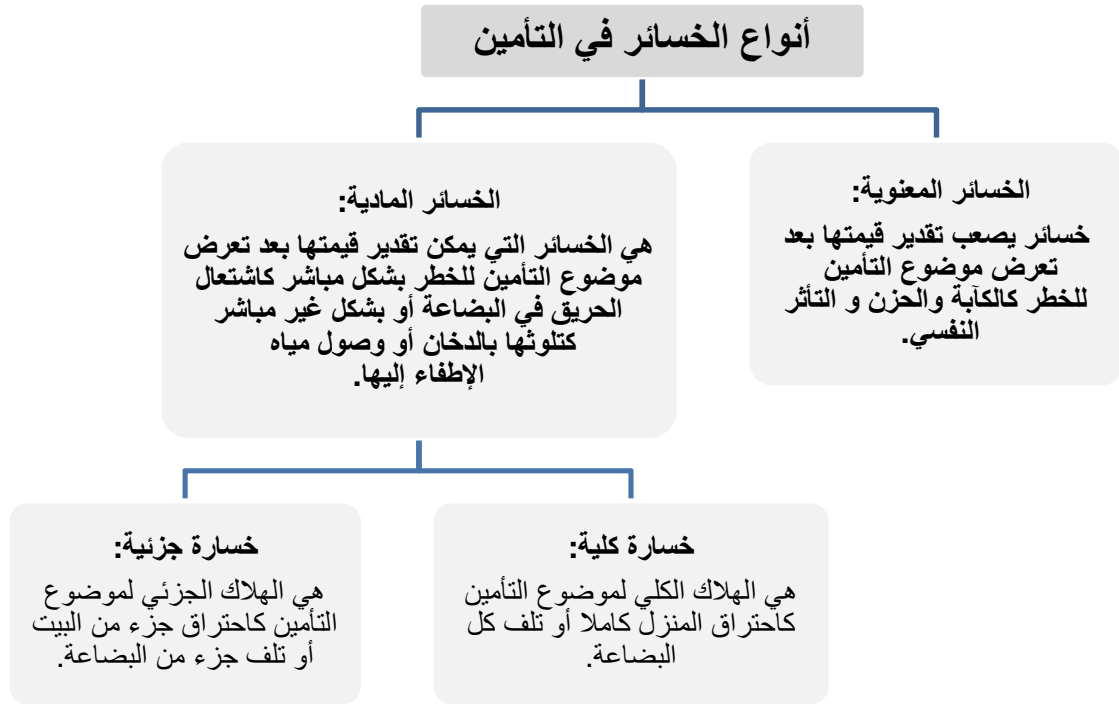 أنواع الخسائر في التأمين
الخسائر المعنوية:
خسائر يصعب تقدير قيمتها بعد
تعرض موضوع التأمين
للخطر كالكآبة والحزن و التأثر
النفسي.
الخسائر المادية:
هي الخسائر التي يمكن تقدير قيمتها بعد تعرض
موضوع التأمين للخطر بشكل مباشر كاشتعال
الحريق في البضاعة أو بشكل غير مباشر
كتلوثها بالدخان أو وصول مياه
الإطفاء إليها.
خسارة كلية:
هي الهلاك الكلي لموضوع التأمين
كاحتراق المنزل كاملا أو تلف كل
البضاعة.
خسارة جزئية:
هي الهلاك الجزئي لموضوع
التأمين كاحتراق جزء من البيت
أو تلف جزء من البضاعة.